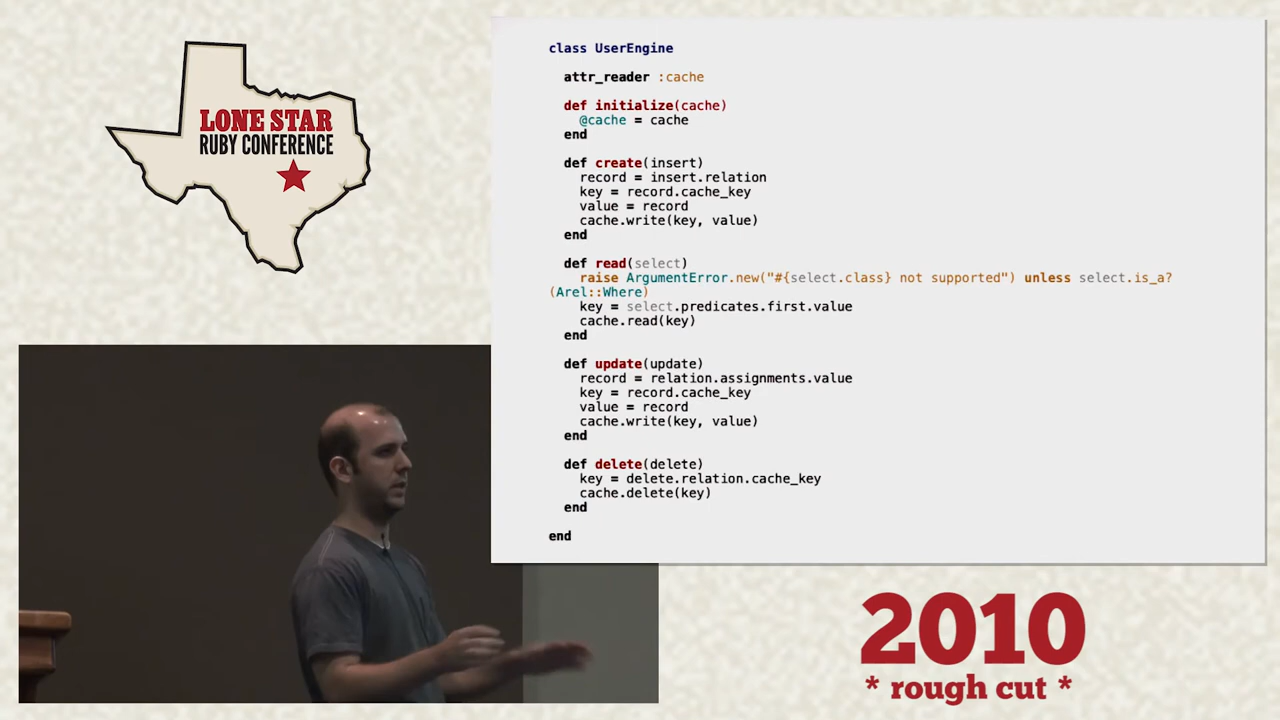 LONE STAR
RUBY CONFERENCE
class UserEngine
attr_reader :cache
def initialize(cache)
@cache = cache
end
def create(insert)
record = insert.relation
key = record.cache_key
value = record
cache.write(key, value)
end
def read(select)
raise ArgumentError.new("#{select.class} not supported") unless select.is_a?
(Arel::Where)
key = select.predicates.first.value
cache.read(key)
end
def update(update)
record = relation.assignments.value
key = record.cache_key
value = record
cache.write(key, value)
end
def delete(delete)
key = delete.relation.cache_key
cache.delete(key)
end
end
2010
* rough cut *